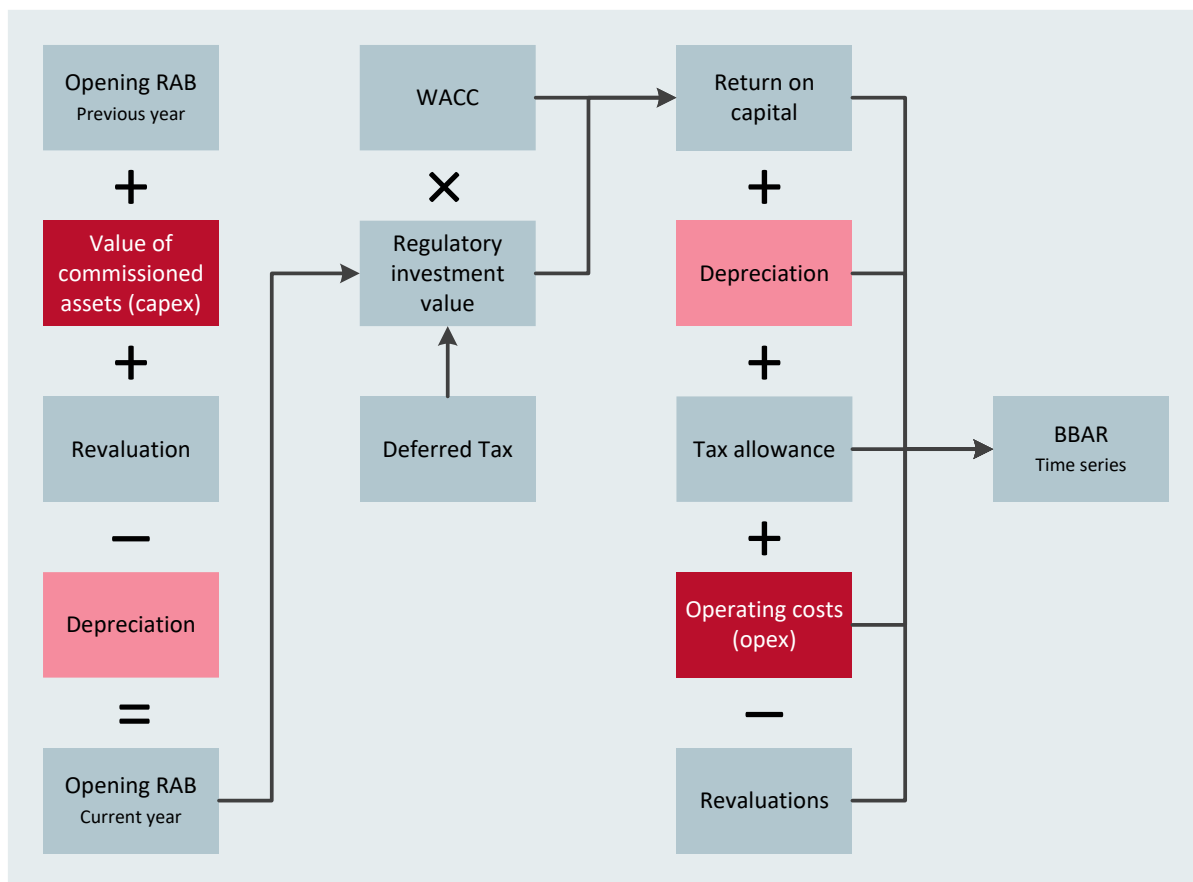 Opening RAB
Previous year
+
Value of
commissioned
assets (capex)
+
Revaluation
−
Depreciation
=
Opening RAB
Current year
WACC
×
Regulatory
investment
value
Deferred Tax
Return on
capital
+
Depreciation
+
Tax allowance
+
Operating costs
(opex)
−
Revaluations
BBAR
Time series